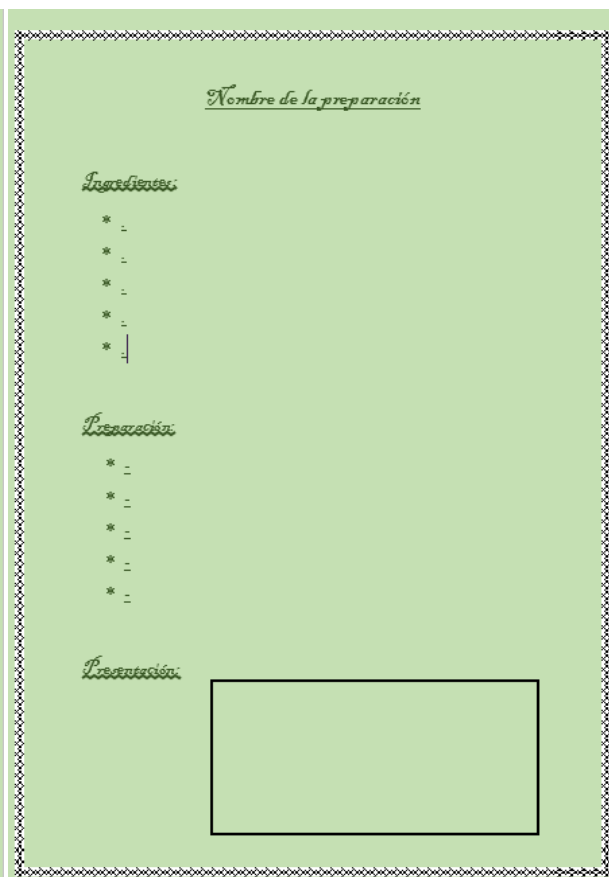 Nombre de la preparación
Ingredientes:
* .
* .
* .
* .
* .
Preparación:
* -
* -
* -
* -
* -
Presentación: